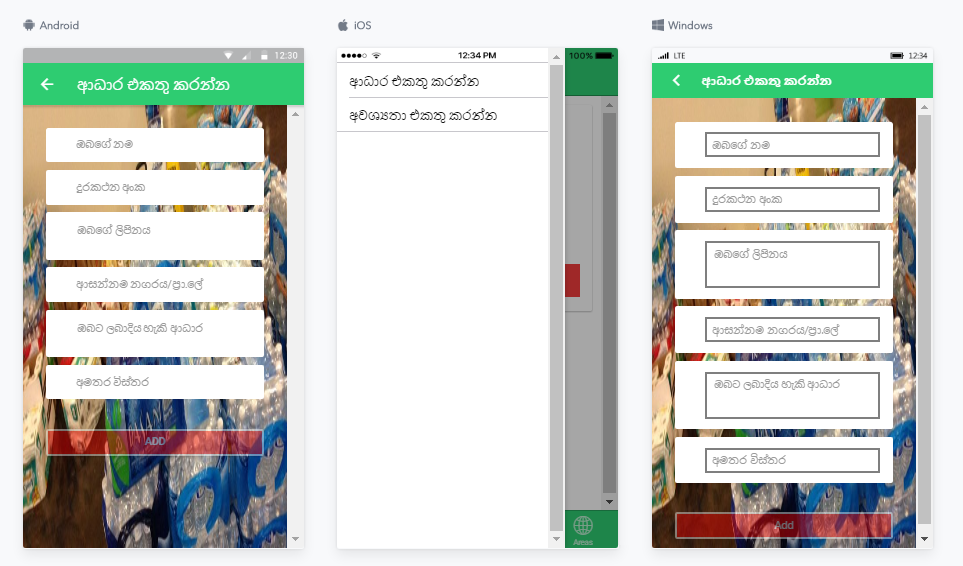 Android
iOS
Windows
12:30
ආධාර එකතු කරන්න
ඔබගේ නම
දුරකථන අංක
ඔබගේ ලිපිනය
ආසන්නම නගරය/ප්‍රා.ලේ
ඔබට ලබාදිය හැකි ආධාර
අමතර විස්තර
ADD
12:34 PM
100%
ආධාර එකතු කරන්න
අවශ්‍යතා එකතු කරන්න
Areas
LTE
12:34
ආධාර එකතු කරන්න
ඔබගේ නම
දුරකථන අංක
ඔබගේ ලිපිනය
ආසන්නම නගරය/ප්‍රා.ලේ
ඔබට ලබාදිය හැකි ආධාර
අමතර විස්තර
Add